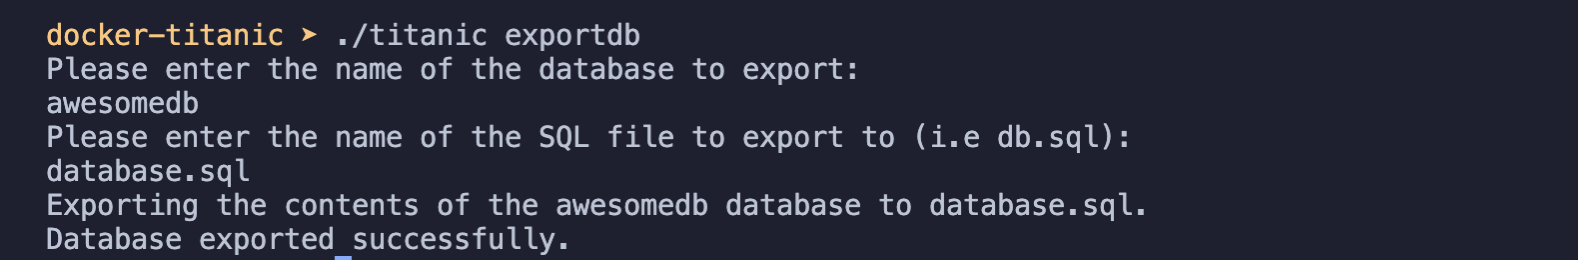 docker-titanic ➤ ./titanic exportdb
Please enter the name of the database to export:
awesomedb
Please enter the name of the SQL file to export to (i.e db.sql):
database.sql
Exporting the contents of the awesomedb database to database.sql.
Database exported successfully.